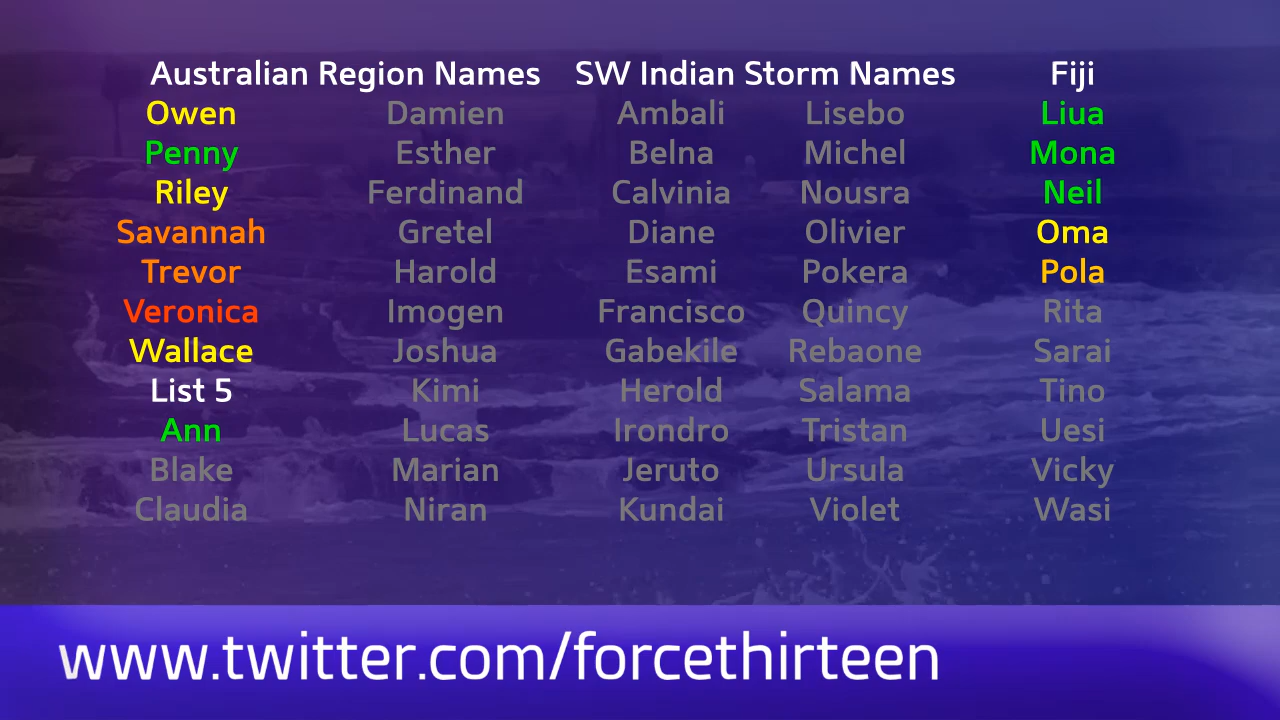 Australian Region Names SW Indian Storm Names Fiji
Owen Damien Ambali Lisebo Liua
Penny Esther Belna Michel Mona
Riley Ferdinand Calvinia Nousra Neil
Savannah Gretel Diane Olivier Oma
Trevor Harold Esami Pokera Pola
Veronica Imogen Francisco Quincy Rita
Wallace Joshua Gabekile Rebaone Sarai
List 5 Kimi Herold Salama Tino
Ann Lucas Irondro Tristan Uesi
Blake Marian Jeruto Ursula Vicky
Claudia Niran Kundai Violet Wasi
www.twitter.com/forcethirteen